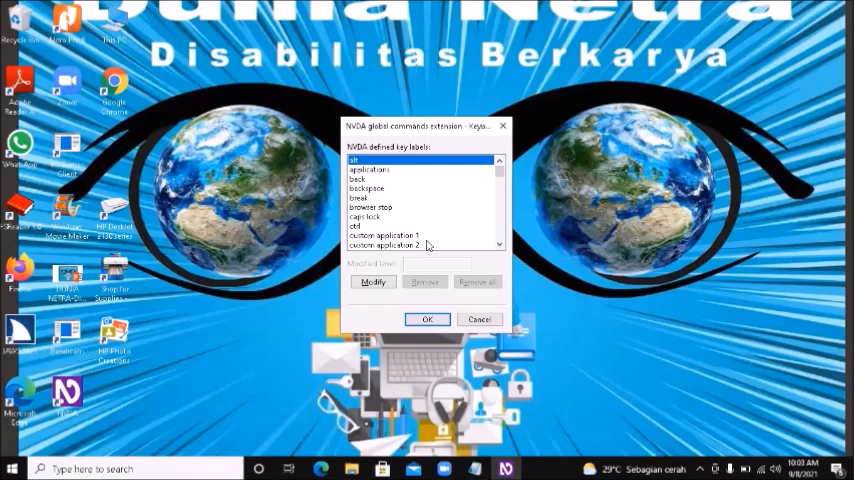 Dunia Netra
Disabilitas Berkarya
Recycle Bin
This PC
Adobe
Reader X
Zoom
Google
Chrome
WhatsApp
Client
Movie Maker
HP Deskjet
2130 series
Firefox
DUNIA
NETRA-DI...
Shop for
Supplies -...
Bandicam
HP Photo
Creations
Microsoft
Edge
NVDA
NVDA global commands extension - Keyb...
NVDA defined key labels:
alt
applications
back
backspace
break
browser stop
caps lock
ctrl
custom application 1
custom application 2
Modified label:
Modify
Remove
Remove all
OK
Cancel
Type here to search
29°C Sebagian cerah
10:03 AM
9/8/2021